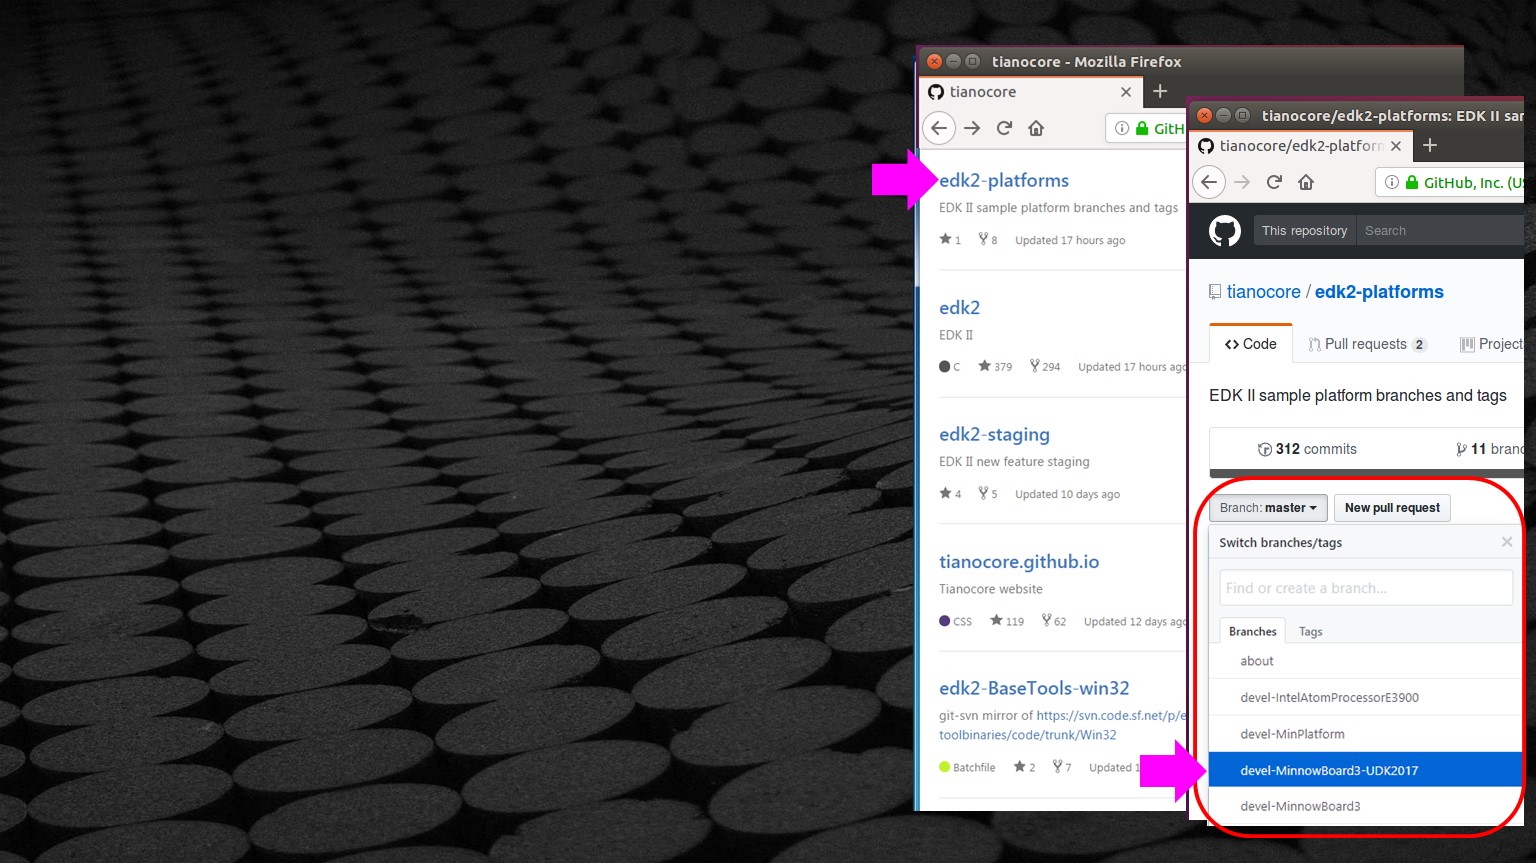 tianocore - Mozilla Firefox
tianocore
GitH
edk2-platforms
EDK II sample platform branches and tags
1 8 Updated 17 hours ago
edk2
EDK II
C 379 294 Updated 17 hours ago
edk2-staging
EDK II new feature staging
4 5 Updated 10 days ago
tianocore.github.io
Tianocore website
CSS 119 62 Updated 12 days ago
edk2-BaseTools-win32
git-svn mirror of https://svn.code.sf.net/p/e
toolbinaries/code/trunk/Win32
Batchfile 2 7 Updated 1
tianocore/edk2-platforms: EDK II sam
tianocore/edk2-platform
GitHub, Inc. (US
This repository Search
tianocore / edk2-platforms
Code Pull requests 2 Project
EDK II sample platform branches and tags
312 commits 11 branc
Branch: master New pull request
Switch branches/tags
Find or create a branch...
Branches Tags
about
devel-IntelAtomProcessorE3900
devel-MinPlatform
devel-MinnowBoard3-UDK2017
devel-MinnowBoard3